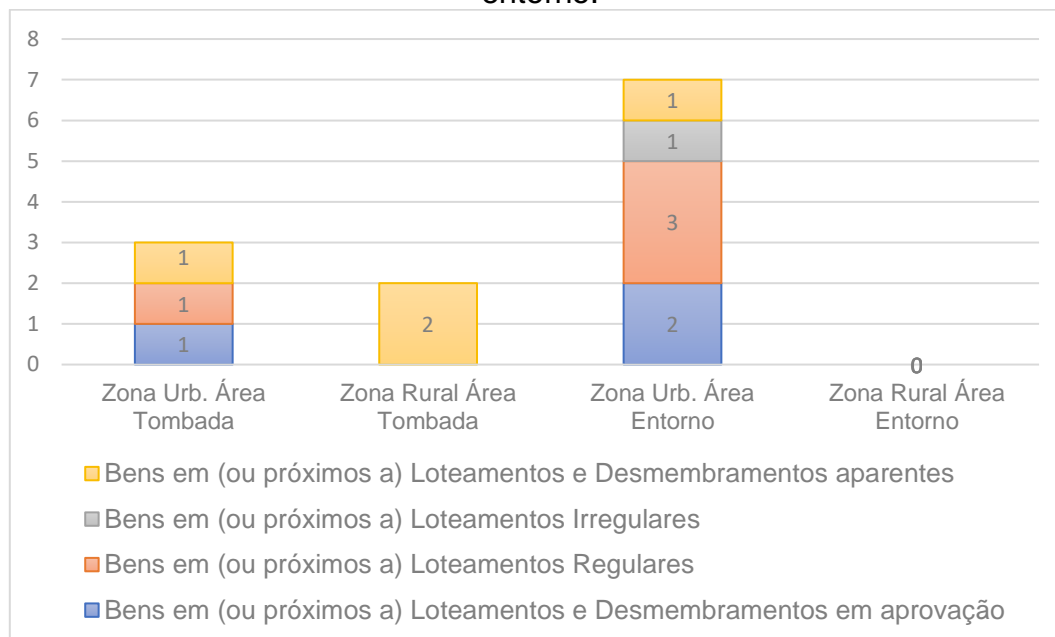 entorno.
8
7
6
5
4
3
2
1
0
1
1
1
2
1
1
3
2
0
Zona Urb. Área Tombada
Zona Rural Área Tombada
Zona Urb. Área Entorno
Zona Rural Área Entorno
Bens em (ou próximos a) Loteamentos e Desmembramentos aparentes
Bens em (ou próximos a) Loteamentos Irregulares
Bens em (ou próximos a) Loteamentos Regulares
Bens em (ou próximos a) Loteamentos e Desmembramentos em aprovação